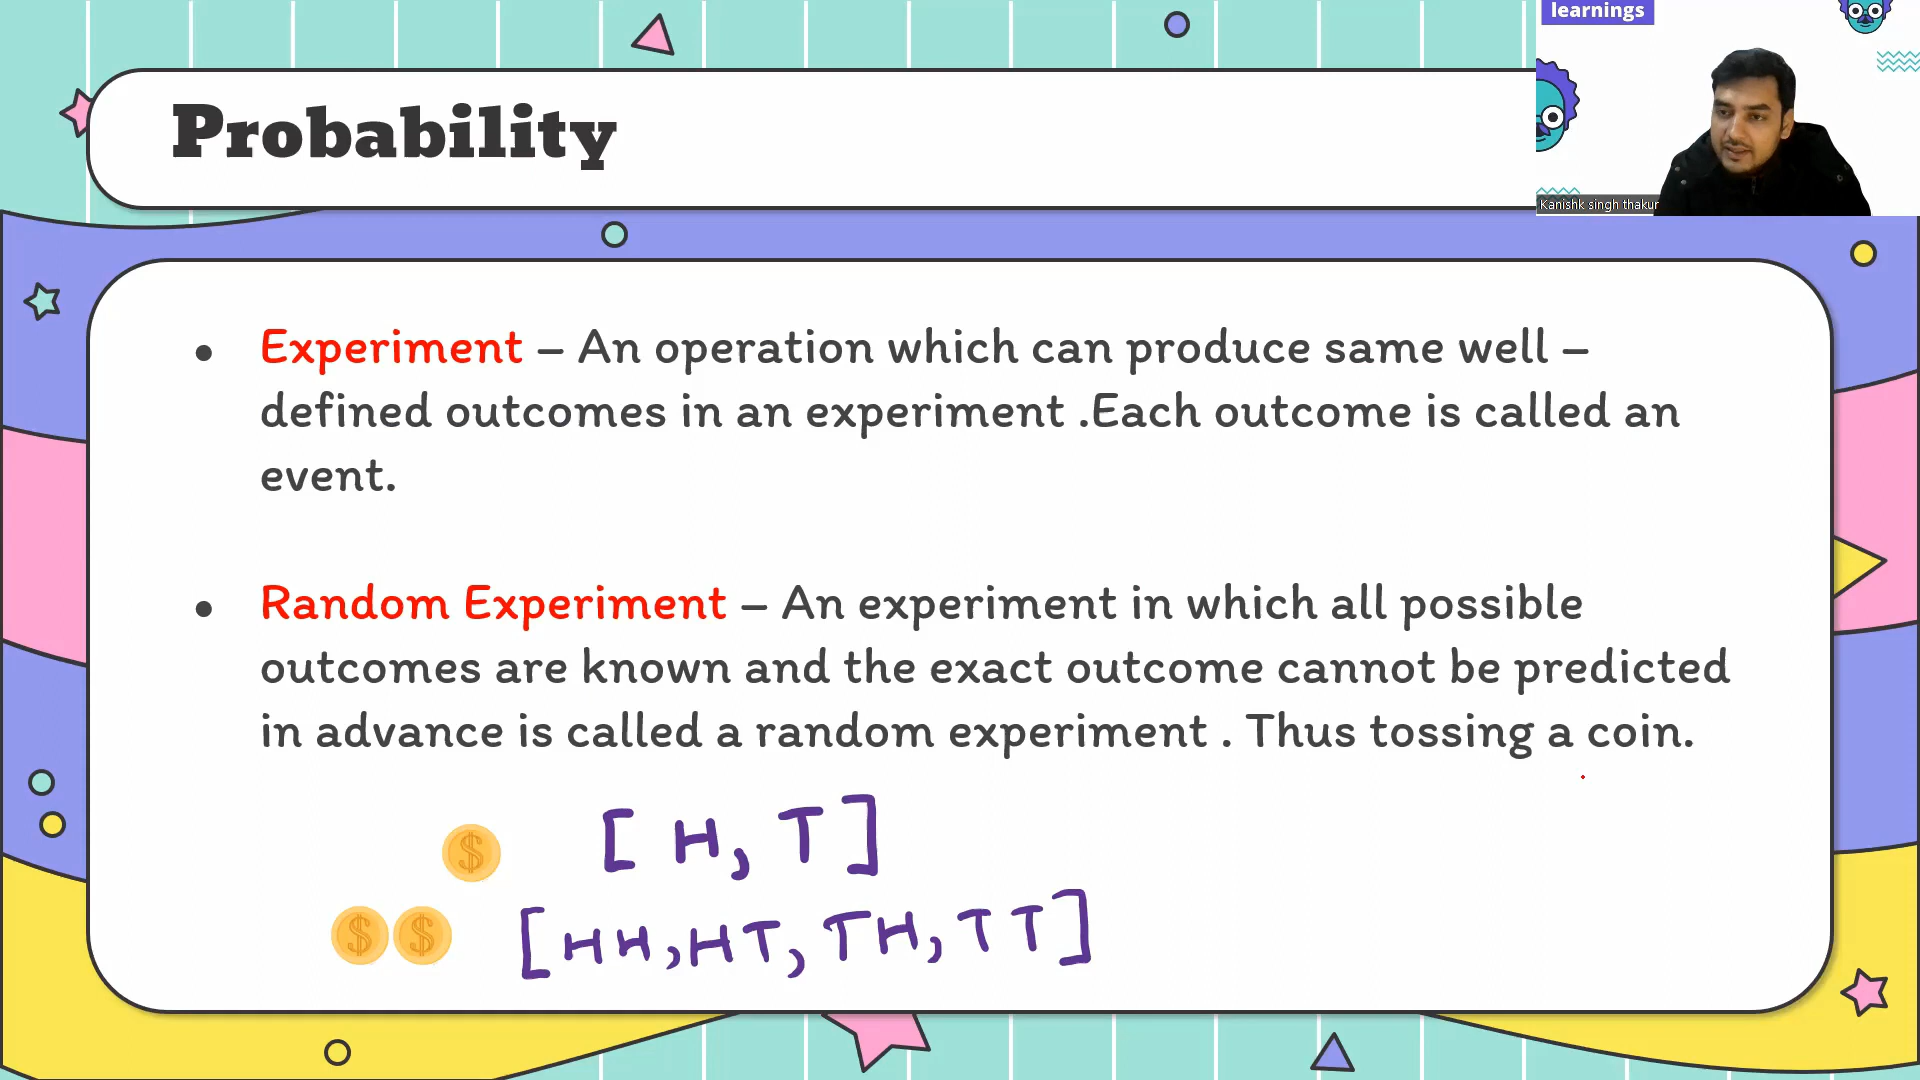 learnings
Probability
Kanishk singh thakur
• Experiment – An operation which can produce same well –
defined outcomes in an experiment .Each outcome is called an
event.
• Random Experiment – An experiment in which all possible
outcomes are known and the exact outcome cannot be predicted
in advance is called a random experiment . Thus tossing a coin.
$ [ H, T ]
$ $ [HH,HT,TH,TT]